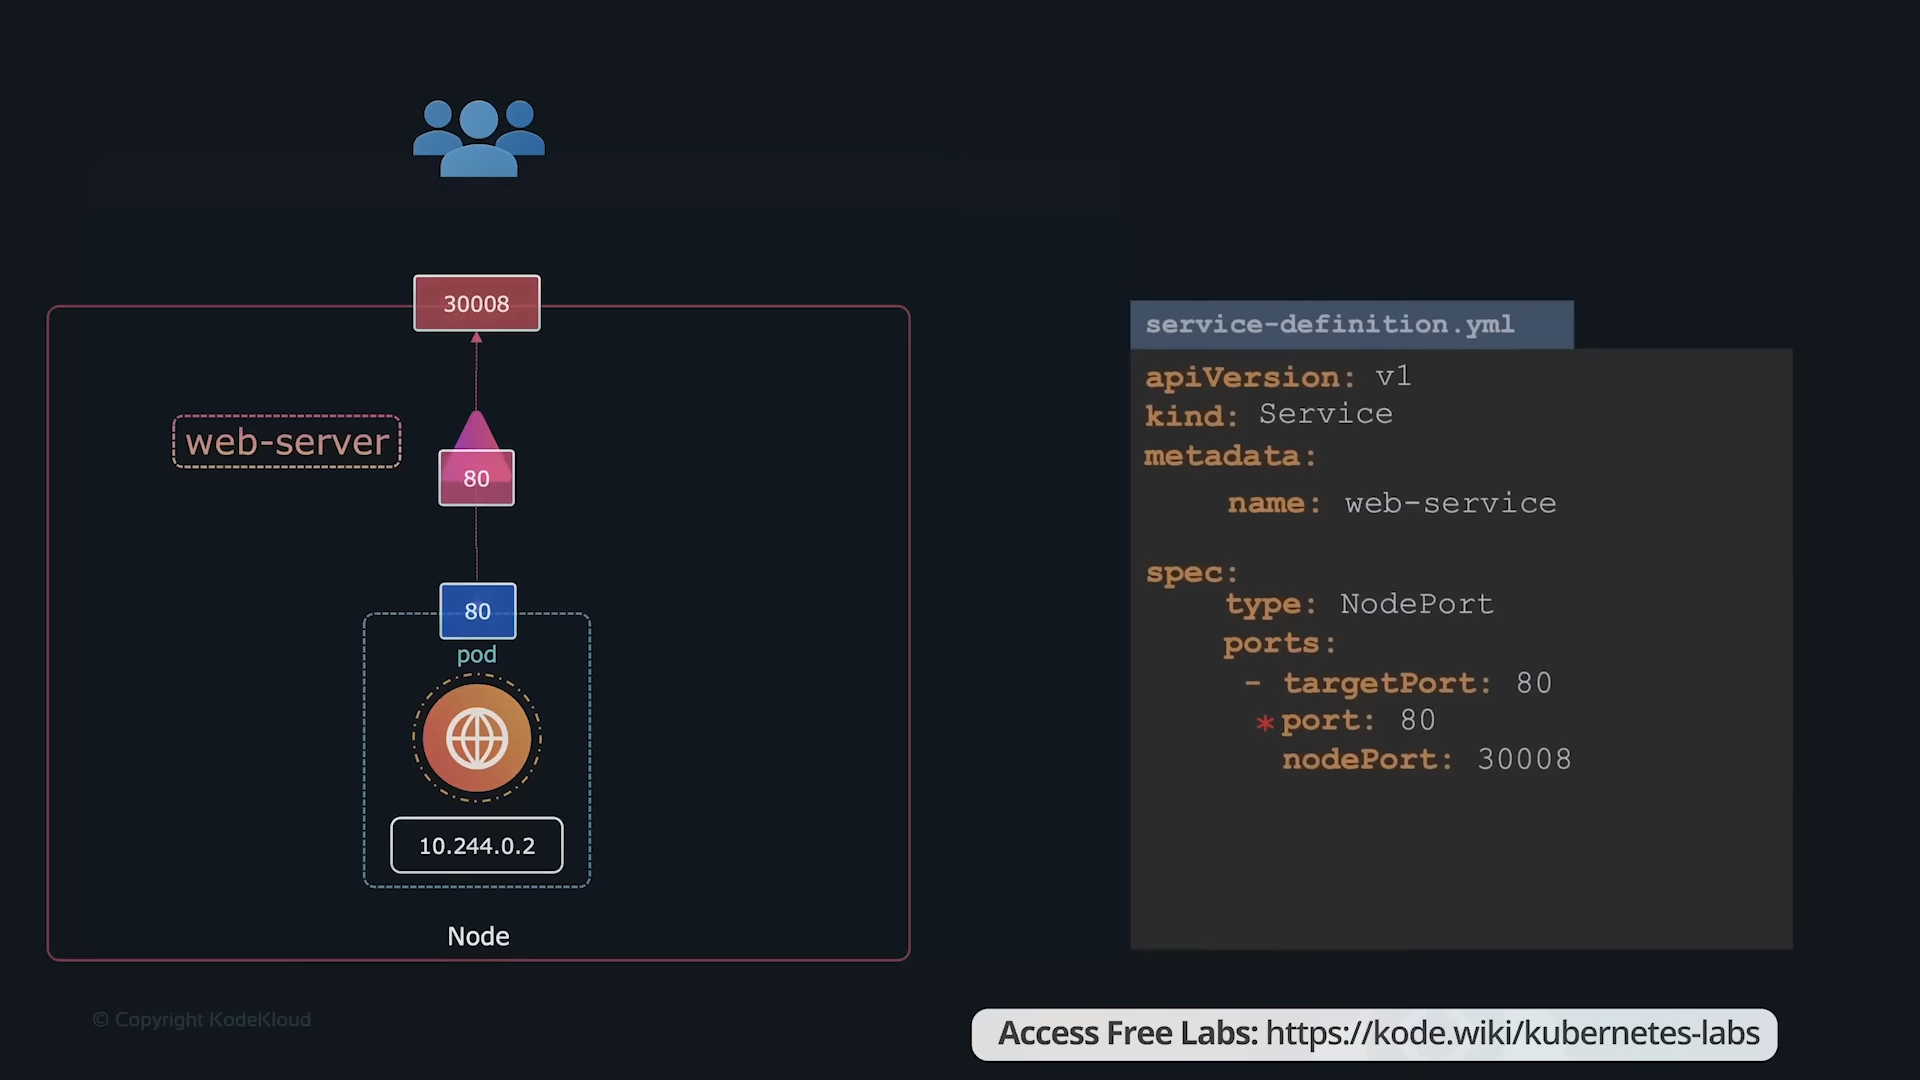 30008
web-server
80
80
pod
10.244.0.2
Node
service-definition.yml
apiVersion: v1
kind: Service
metadata:
name: web-service
spec:
type: NodePort
ports:
- targetPort: 80
* port: 80
nodePort: 30008
© Copyright KodeKloud
Access Free Labs: https://kode.wiki/kubernetes-labs